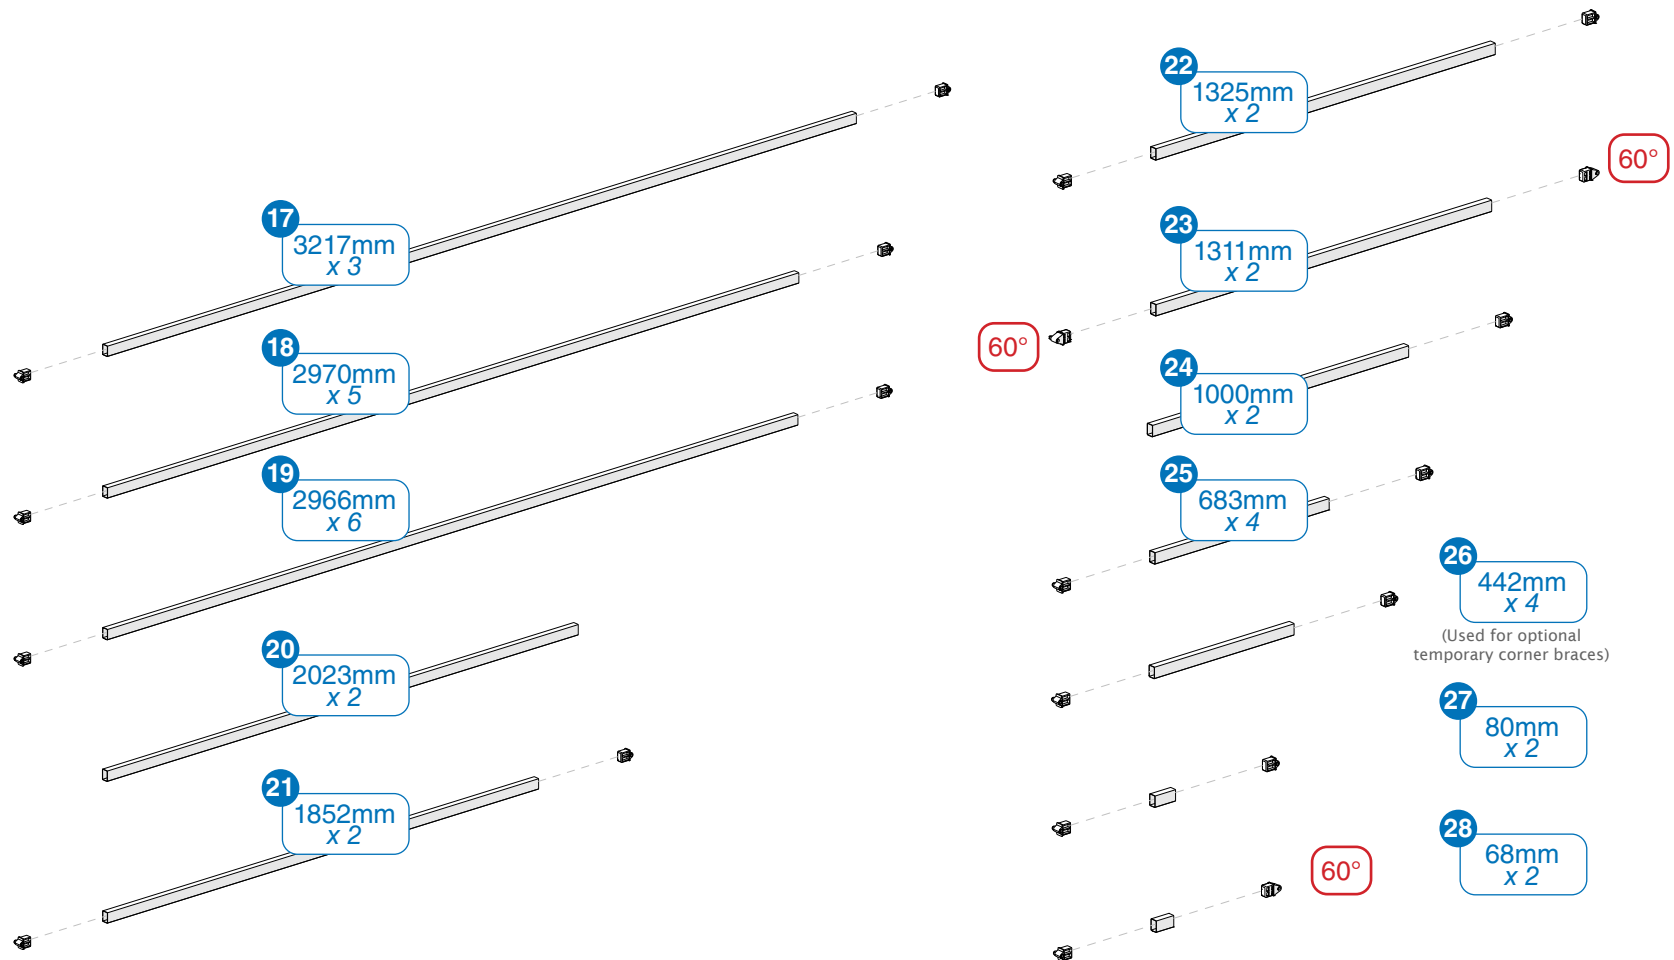 17
3217mm
x 3
18
2970mm
x 5
19
2966mm
x 6
20
2023mm
x 2
21
1852mm
x 2
22
1325mm
x 2
60°
23
1311mm
x 2
60°
24
1000mm
x 2
25
683mm
x 4
26
442mm
x 4
(Used for optional
temporary corner braces)
27
80mm
x 2
28
68mm
x 2
60°